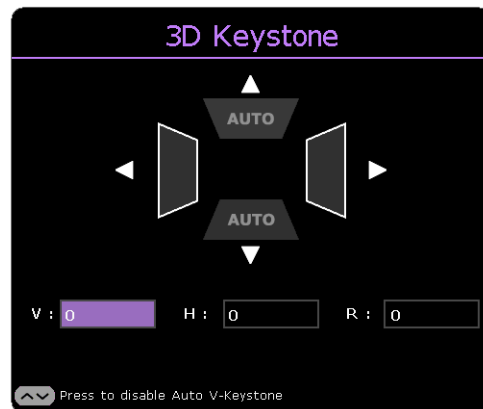 3D Keystone
AUTO
AUTO
V : 0 H : 0 R : 0
Press to disable Auto V-Keystone